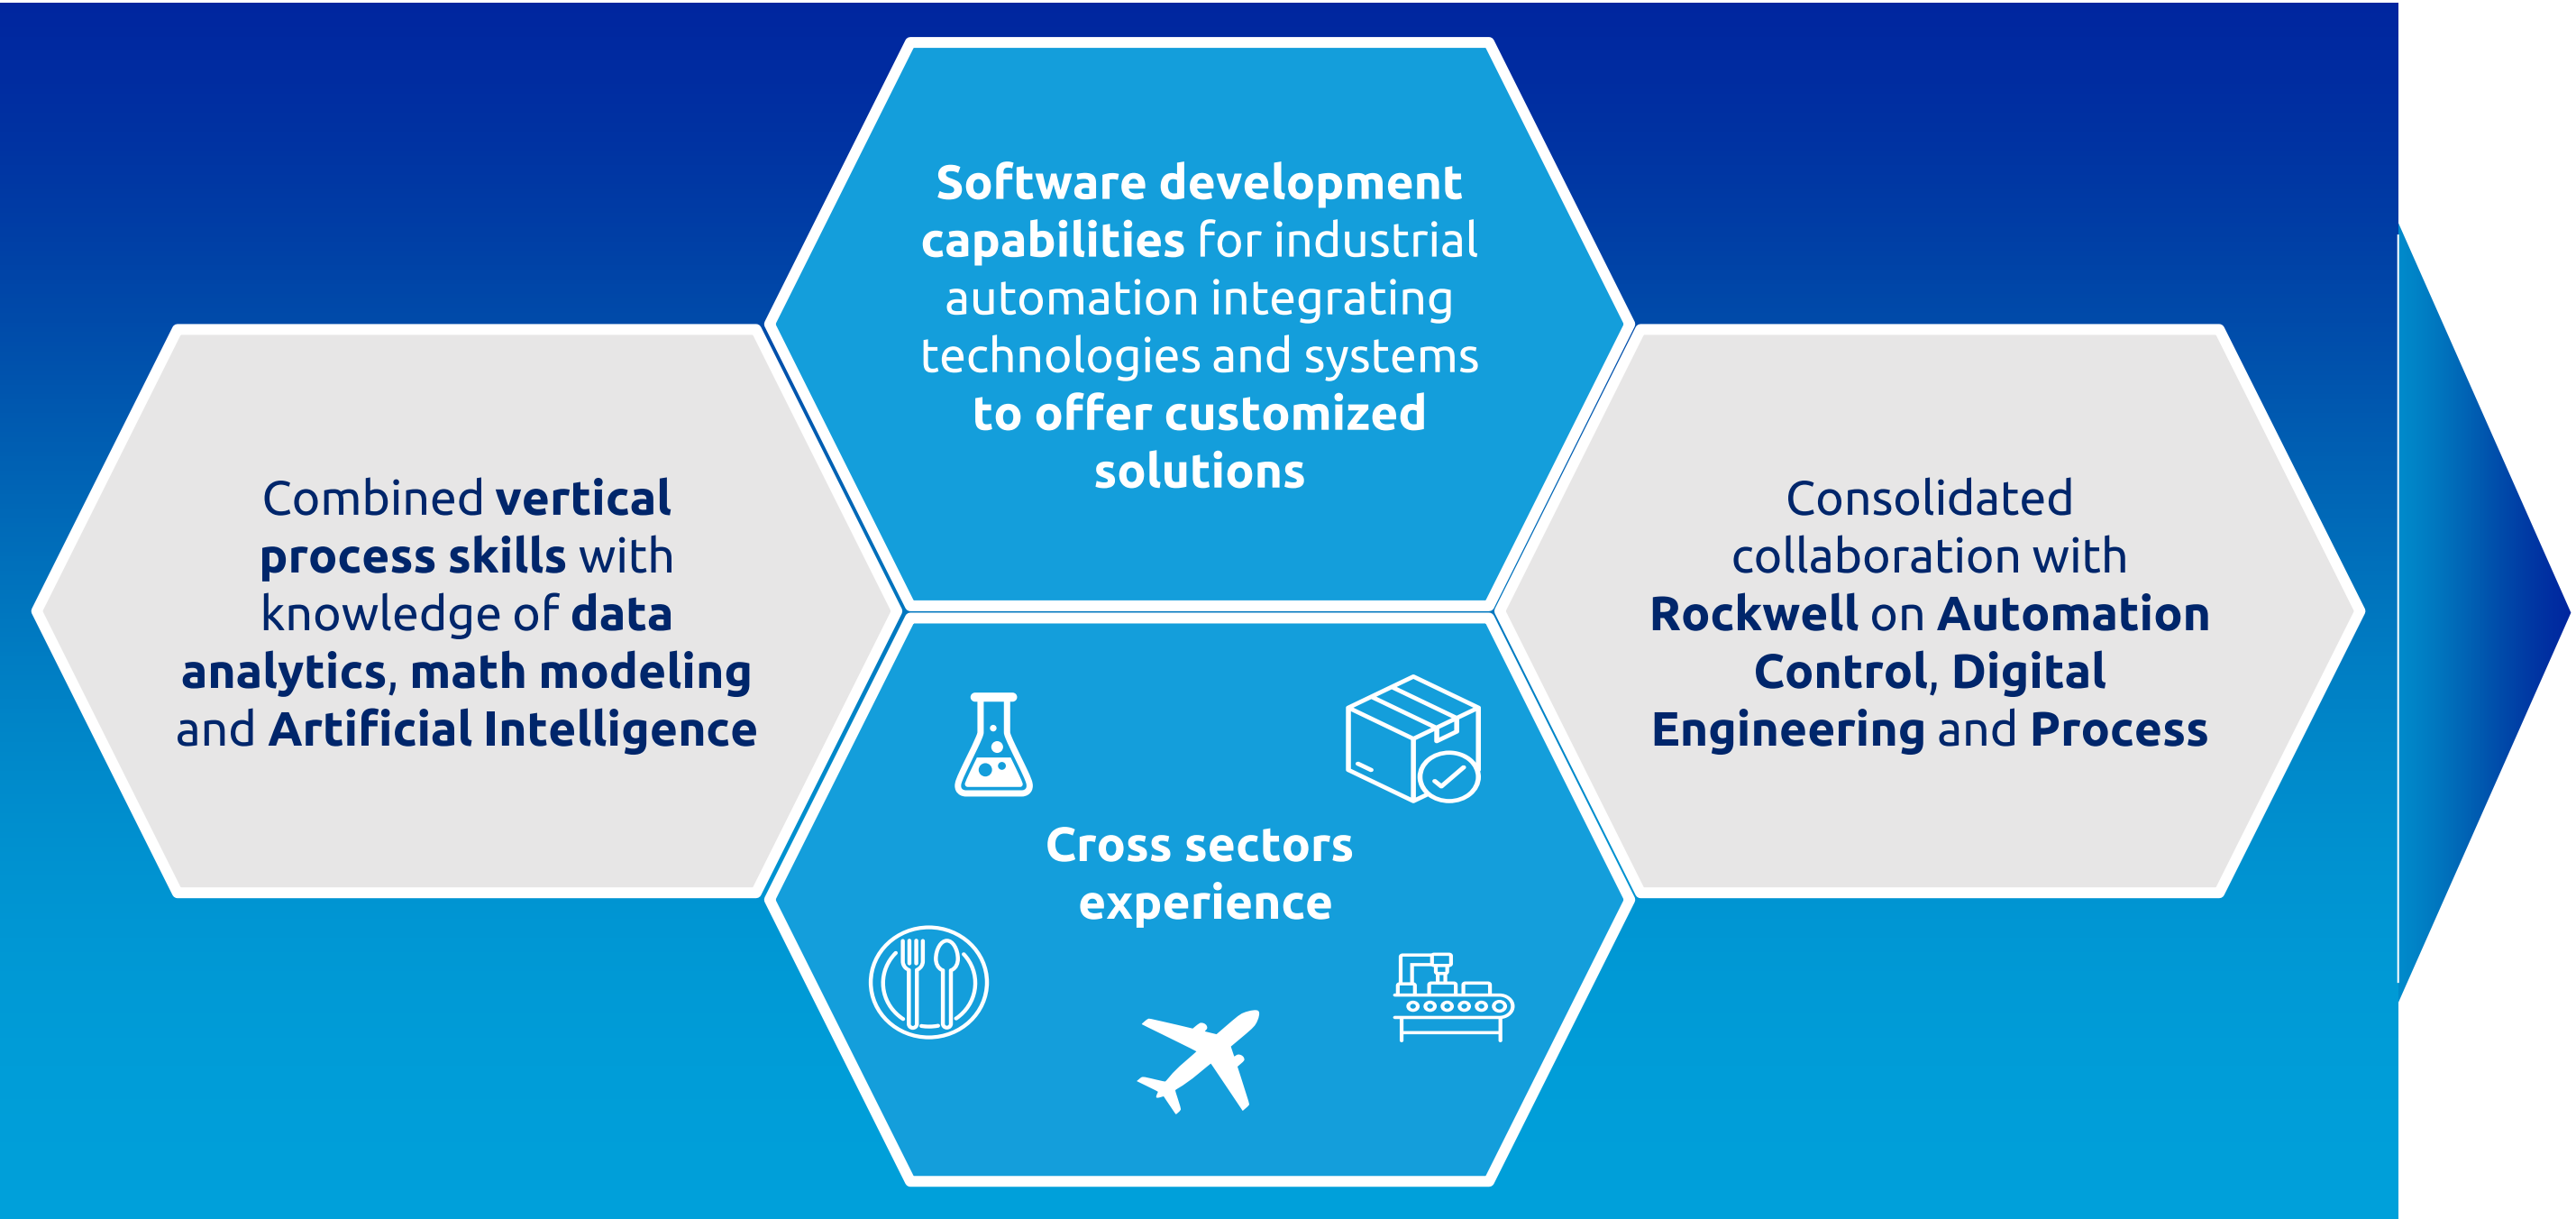 Software development
capabilities for industrial
automation integrating
technologies and systems
to offer customized
solutions
Combined vertical
process skills with
knowledge of data
analytics, math modeling
and Artificial Intelligence
Consolidated
collaboration with
Rockwell on Automation
Control, Digital
Engineering and Process
Cross sectors
experience